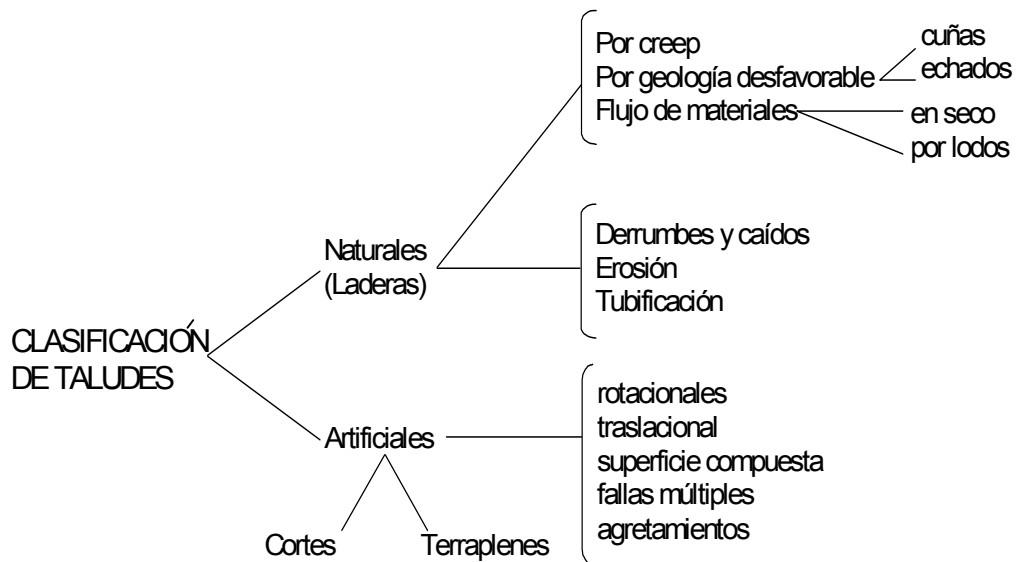 CLASIFICACIÓN
DE TALUDES
Naturales
(Laderas)
Por creep
Por geología desfavorable
Flujo de materiales
cuñas
echados
en seco
por lodos
Derrumbes y caídos
Erosión
Tubificación
Artificiales
Cortes
Terraplenes
rotacionales
traslacional
superficie compuesta
fallas múltiples
agretamientos